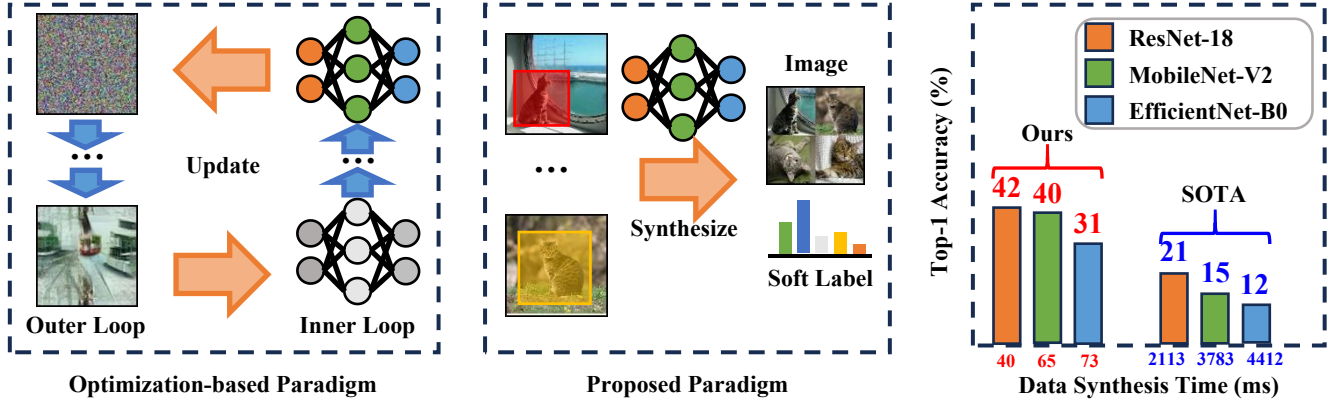 ...
...
Update
Outer Loop
Inner Loop
Optimization-based Paradigm
...
Image
Synthesize
Soft Label
Proposed Paradigm
Top-1 Accuracy (%)
ResNet-18
MobileNet-V2
EfficientNet-B0
Ours
42
40
31
SOTA
21
15
12
40
65
73
2113
3783
4412
Data Synthesis Time (ms)